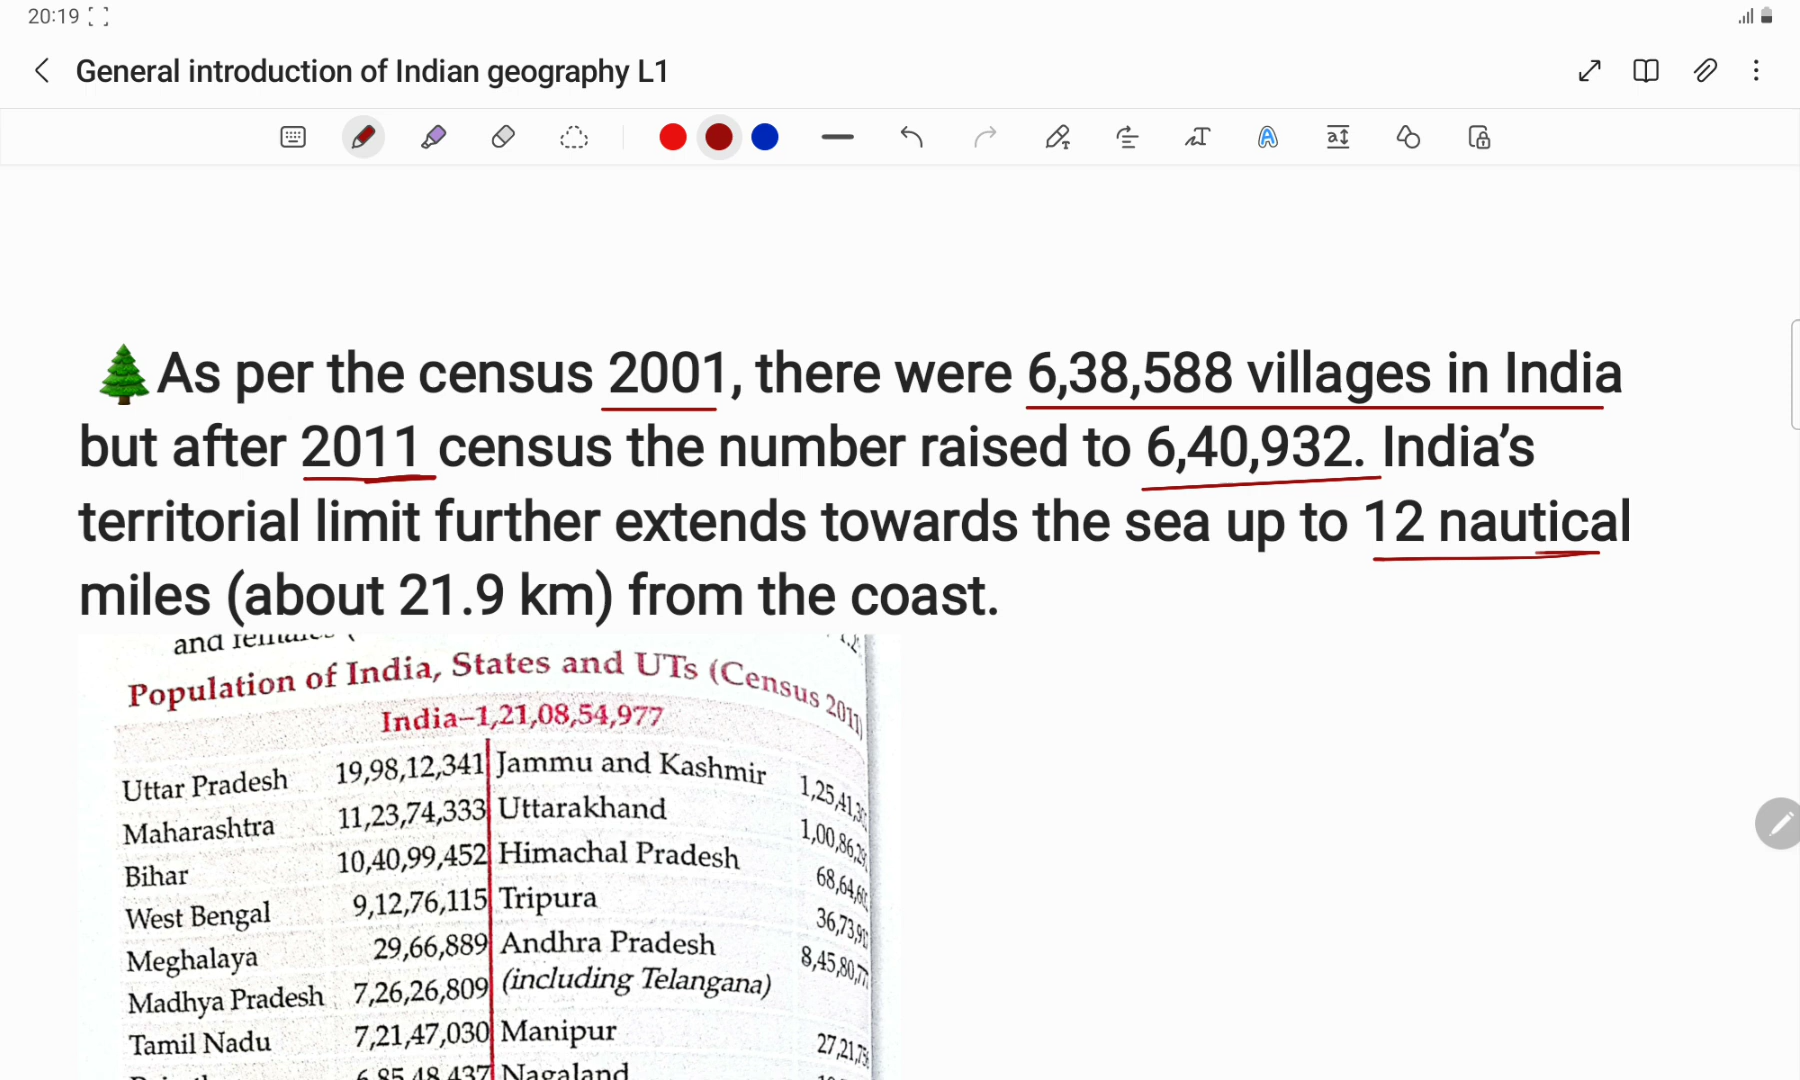 20:19
General introduction of Indian geography L1
🌲As per the census 2001, there were 6,38,588 villages in India
but after 2011 census the number raised to 6,40,932. India's
territorial limit further extends towards the sea up to 12 nautical
miles (about 21.9 km) from the coast.
and females (
Population of India, States and UTs (Census 2011)
India–1,21,08,54,977
Uttar Pradesh 19,98,12,341 Jammu and Kashmir
Maharashtra 11,23,74,333 Uttarakhand
Bihar 10,40,99,452 Himachal Pradesh
West Bengal 9,12,76,115 Tripura
Meghalaya 29,66,889 Andhra Pradesh
(including Telangana)
Madhya Pradesh 7,26,26,809
Tamil Nadu 7,21,47,030 Manipur
6,85,48,437 Nagaland